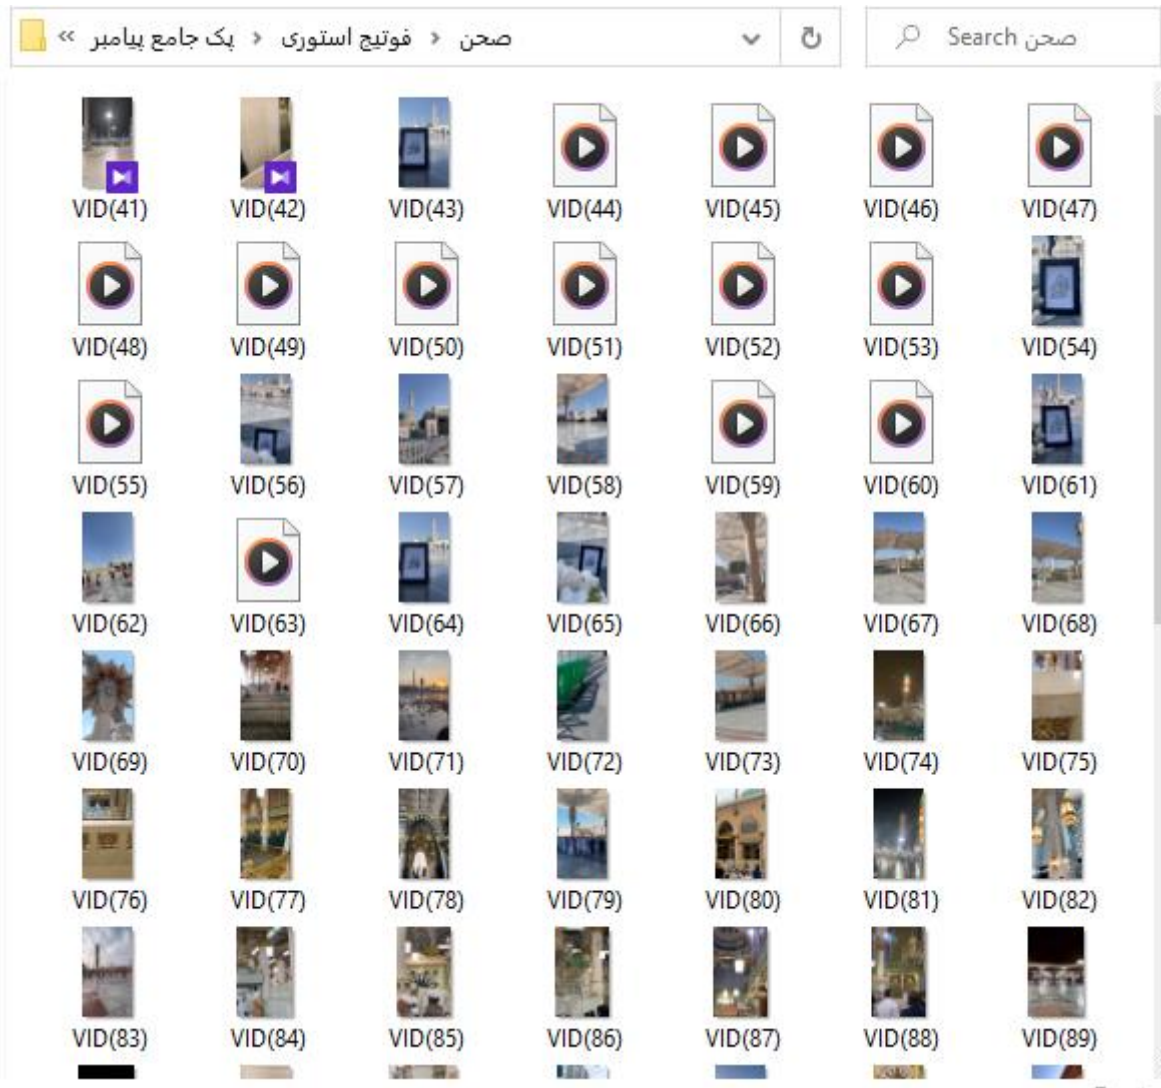 « پک جامع پیامبر › فوتیج استوری › صحن
Search صحن
VID(41) VID(42) VID(43) VID(44) VID(45) VID(46) VID(47)
VID(48) VID(49) VID(50) VID(51) VID(52) VID(53) VID(54)
VID(55) VID(56) VID(57) VID(58) VID(59) VID(60) VID(61)
VID(62) VID(63) VID(64) VID(65) VID(66) VID(67) VID(68)
VID(69) VID(70) VID(71) VID(72) VID(73) VID(74) VID(75)
VID(76) VID(77) VID(78) VID(79) VID(80) VID(81) VID(82)
VID(83) VID(84) VID(85) VID(86) VID(87) VID(88) VID(89)